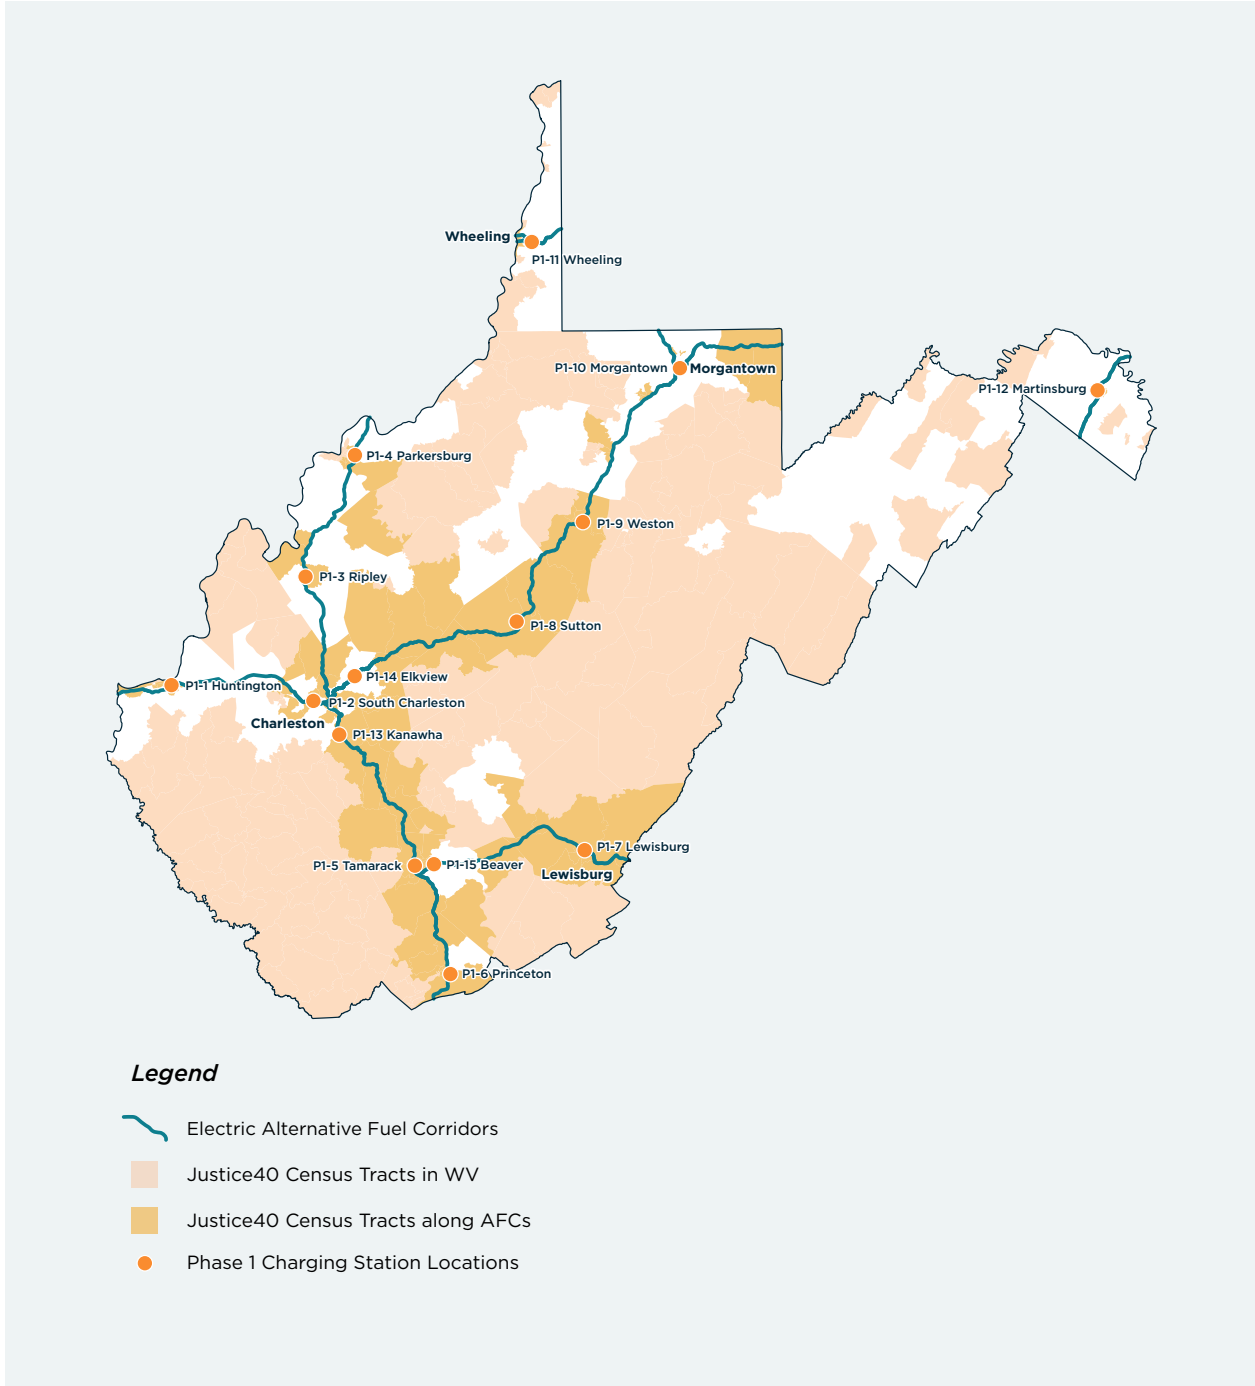 Wheeling
P1-11 Wheeling
P1-10 Morgantown
Morgantown
P1-12 Martinsburg
P1-4 Parkersburg
P1-9 Weston
P1-3 Ripley
P1-8 Sutton
P1-14 Elkview
P1-1 Huntington
P1-2 South Charleston
Charleston
P1-13 Kanawha
P1-7 Lewisburg
P1-5 Tamarack
P1-15 Beaver
Lewisburg
P1-6 Princeton
Legend
Electric Alternative Fuel Corridors
Justice40 Census Tracts in WV
Justice40 Census Tracts along AFCs
Phase 1 Charging Station Locations